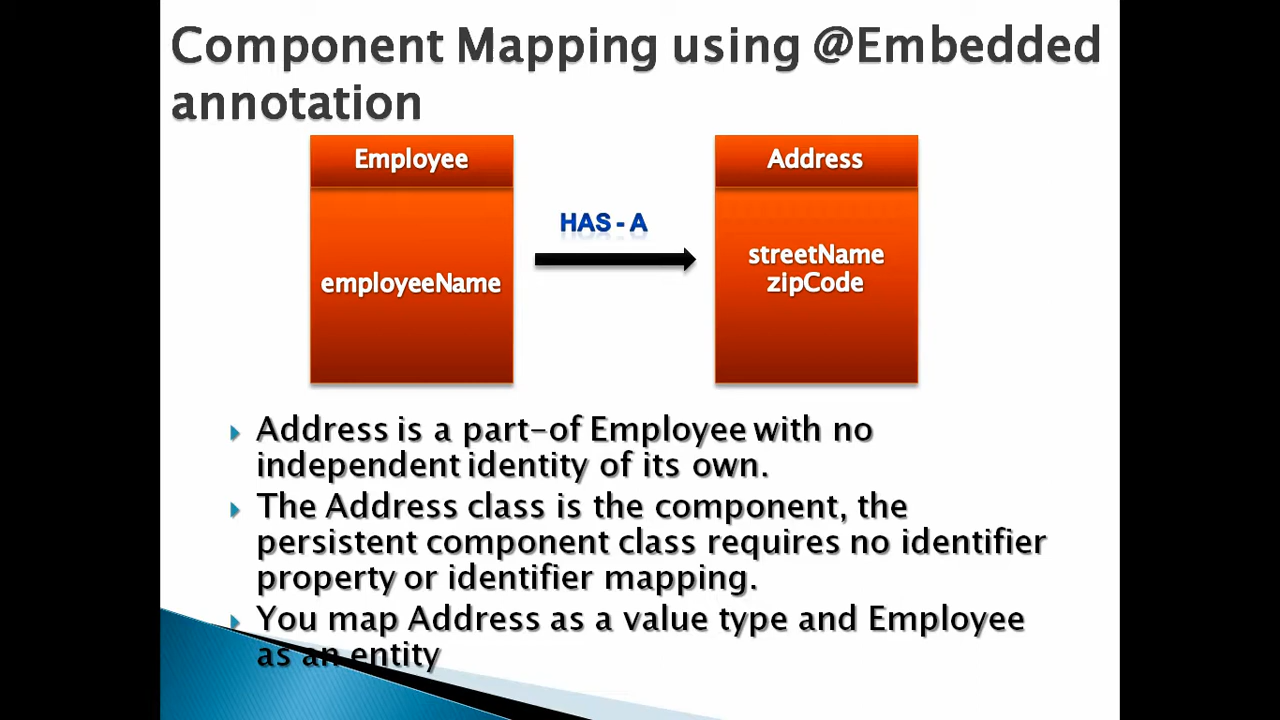 Component Mapping using @Embedded
annotation
Employee
Address
HAS - A
employeeName
streetName
zipCode
Address is a part-of Employee with no
independent identity of its own.
The Address class is the component, the
persistent component class requires no identifier
property or identifier mapping.
You map Address as a value type and Employee
as an entity